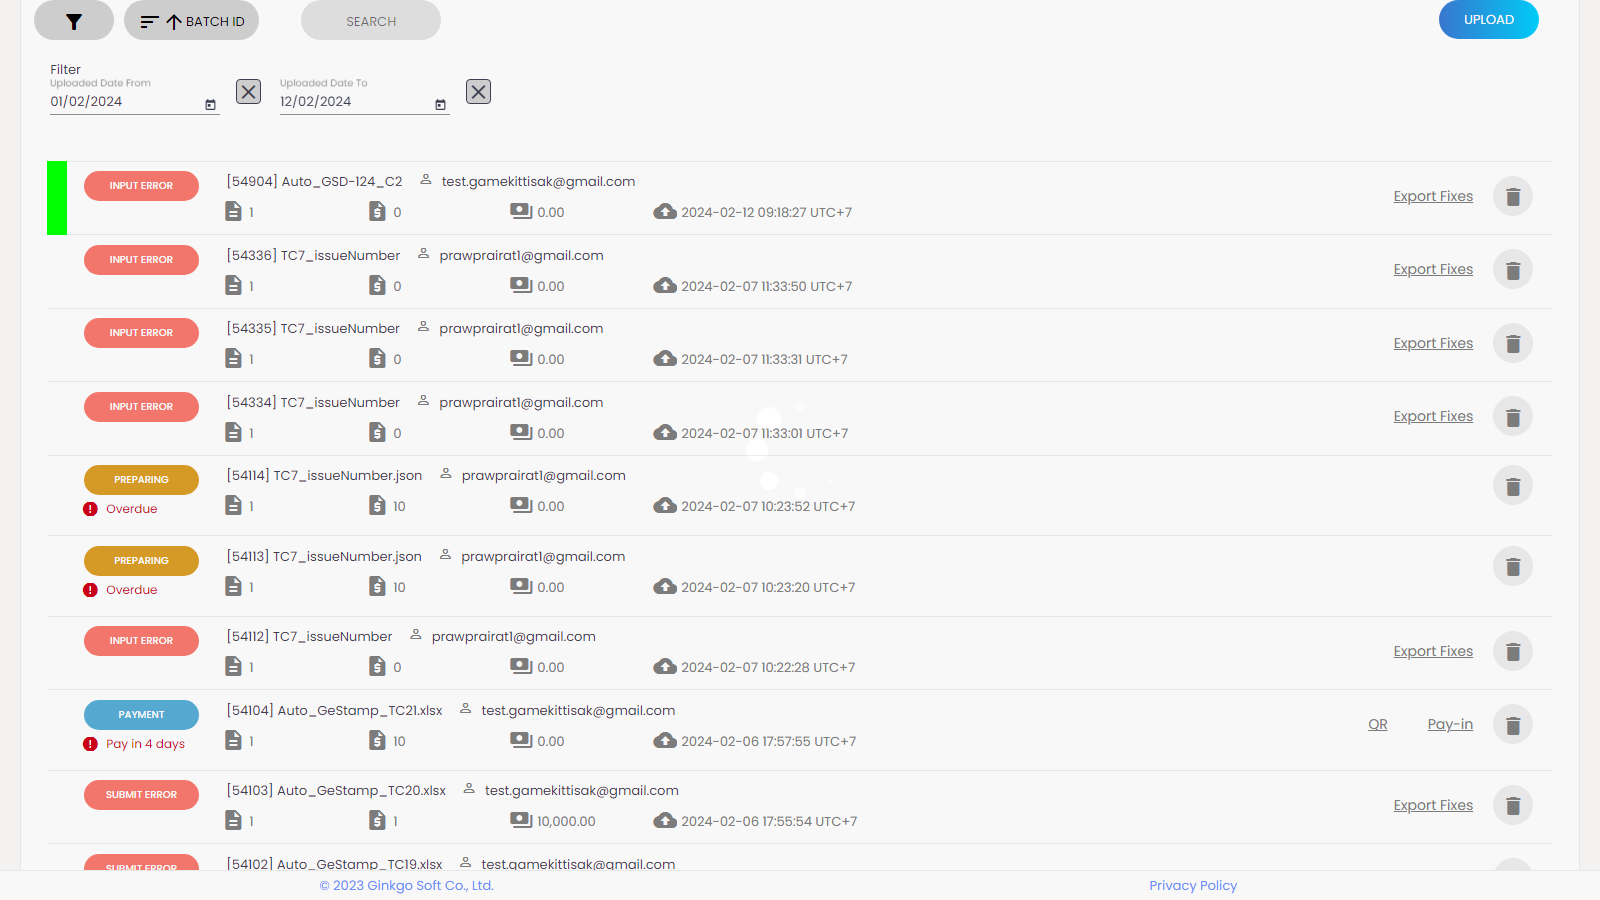 BATCH ID
SEARCH
UPLOAD
Filter
Uploaded Date From
Uploaded Date To
01/02/2024
12/02/2024
INPUT ERROR
[54904] Auto_GSD-124_C2 test.gamekittisak@gmail.com
1 0 0.00 2024-02-12 09:18:27 UTC+7
Export Fixes
INPUT ERROR
[54336] TC7_issueNumber prawprairat1@gmail.com
1 0 0.00 2024-02-07 11:33:50 UTC+7
Export Fixes
INPUT ERROR
[54335] TC7_issueNumber prawprairat1@gmail.com
1 0 0.00 2024-02-07 11:33:31 UTC+7
Export Fixes
INPUT ERROR
[54334] TC7_issueNumber prawprairat1@gmail.com
1 0 0.00 2024-02-07 11:33:01 UTC+7
Export Fixes
PREPARING
Overdue
[54114] TC7_issueNumber.json prawprairat1@gmail.com
1 10 0.00 2024-02-07 10:23:52 UTC+7
PREPARING
Overdue
[54113] TC7_issueNumber.json prawprairat1@gmail.com
1 10 0.00 2024-02-07 10:23:20 UTC+7
INPUT ERROR
[54112] TC7_issueNumber prawprairat1@gmail.com
1 0 0.00 2024-02-07 10:22:28 UTC+7
Export Fixes
PAYMENT
Pay in 4 days
[54104] Auto_GeStamp_TC21.xlsx test.gamekittisak@gmail.com
1 10 0.00 2024-02-06 17:57:55 UTC+7
QR Pay-in
SUBMIT ERROR
[54103] Auto_GeStamp_TC20.xlsx test.gamekittisak@gmail.com
1 1 10,000.00 2024-02-06 17:55:54 UTC+7
Export Fixes
SUBMIT ERROR
[54102] Auto_GeStamp_TC19.xlsx test.gamekittisak@gmail.com
© 2023 Ginkgo Soft Co., Ltd.
Privacy Policy